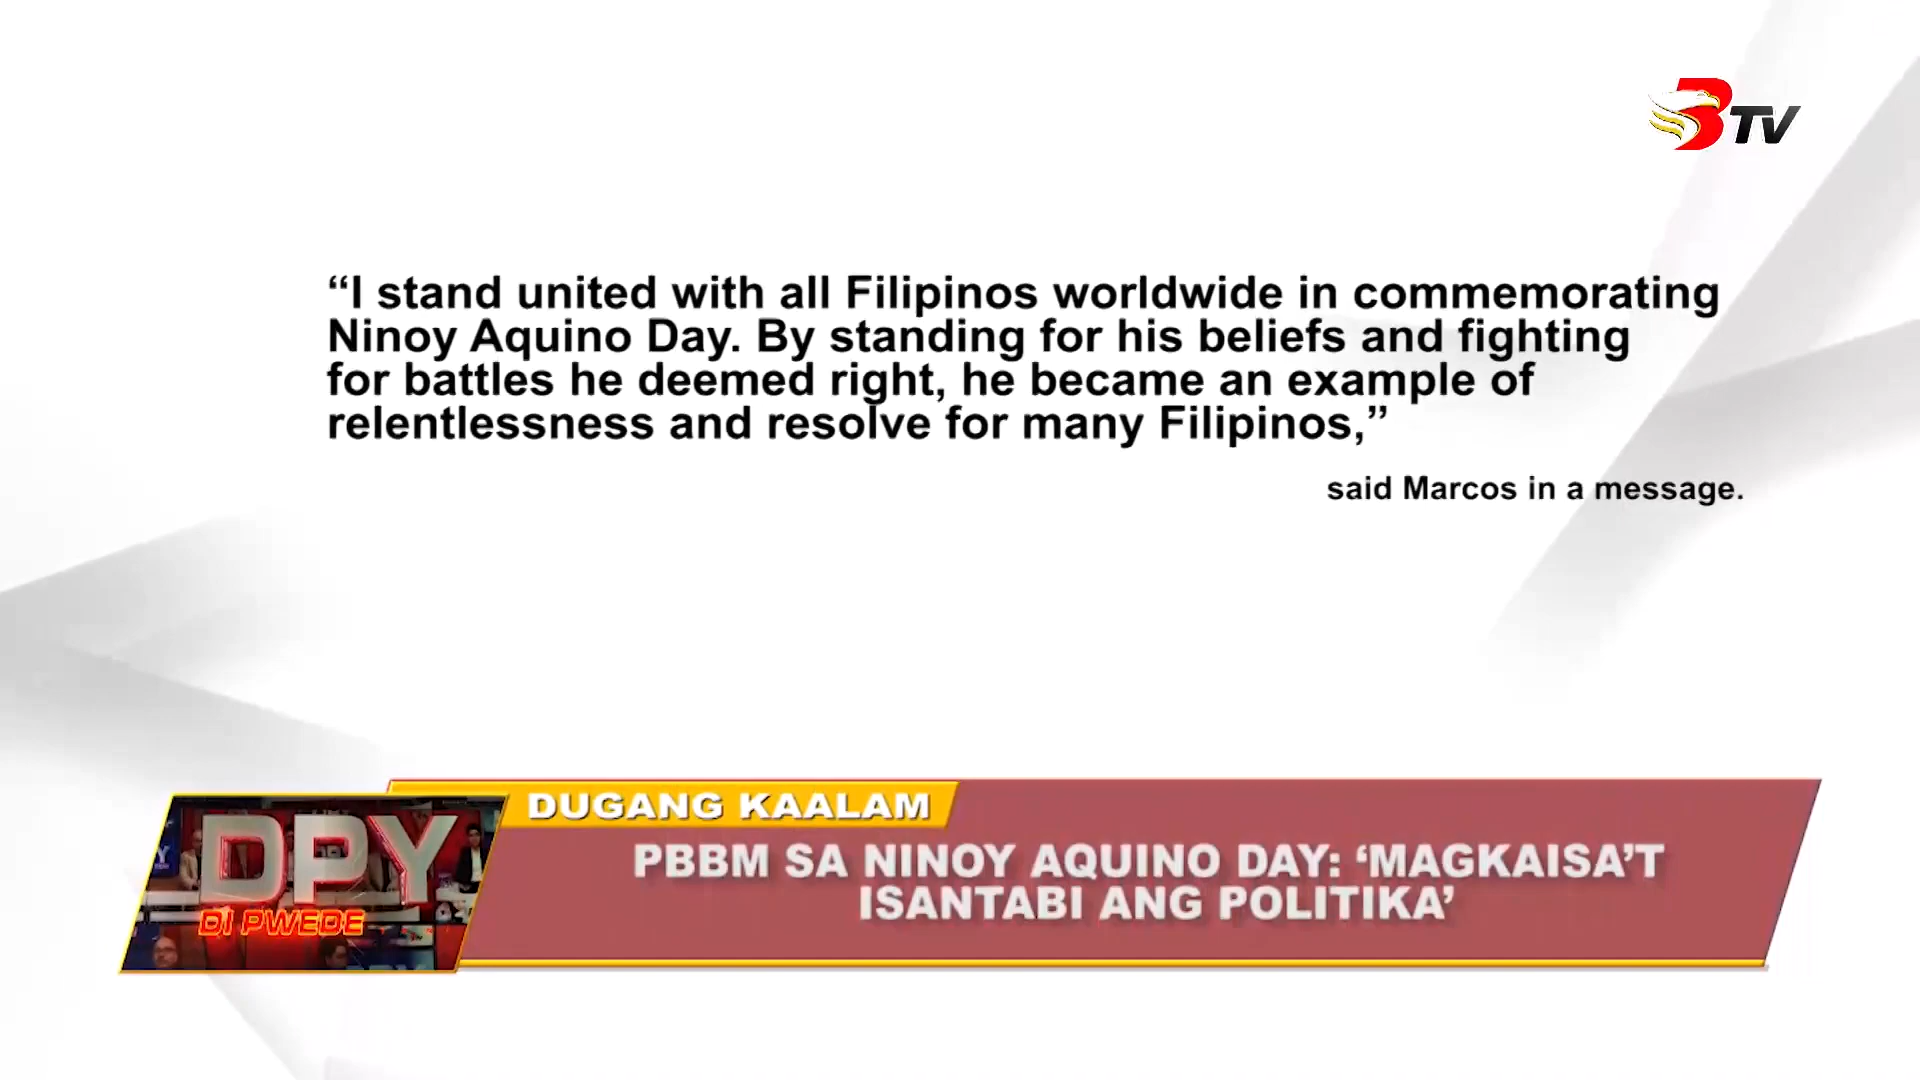 BTV
“I stand united with all Filipinos worldwide in commemorating
Ninoy Aquino Day. By standing for his beliefs and fighting
for battles he deemed right, he became an example of
relentlessness and resolve for many Filipinos,”
said Marcos in a message.
DUGANG KAALAM
PBBM SA NINOY AQUINO DAY: ‘MAGKAISA’T
ISANTABI ANG POLITIKA’
DPY
DI PWEDE